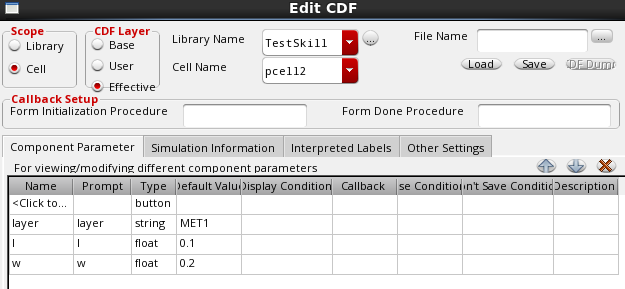 Edit CDF
Scope
Library
Cell
CDF Layer
Base
User
Effective
Library Name TestSkill ...
Cell Name pcell2
File Name ...
Load Save DF Dum
Callback Setup
Form Initialization Procedure Form Done Procedure
Component Parameter Simulation Information Interpreted Labels Other Settings
For viewing/modifying different component parameters
Name Prompt Type Default Valu Display Condition Callback se Conditio n't Save Conditio Description
<Click to... button
layer layer string MET1
l l float 0.1
w w float 0.2